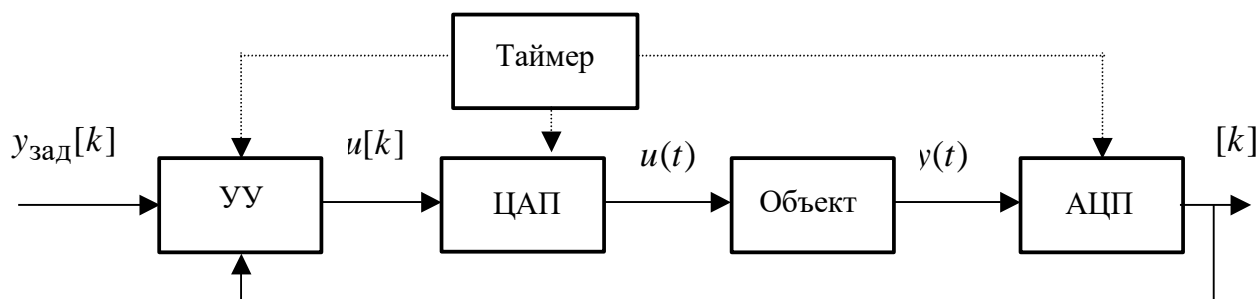 Таймер
y_зад[k]
u[k]
u(t)
y(t)
[k]
УУ
ЦАП
Объект
АЦП